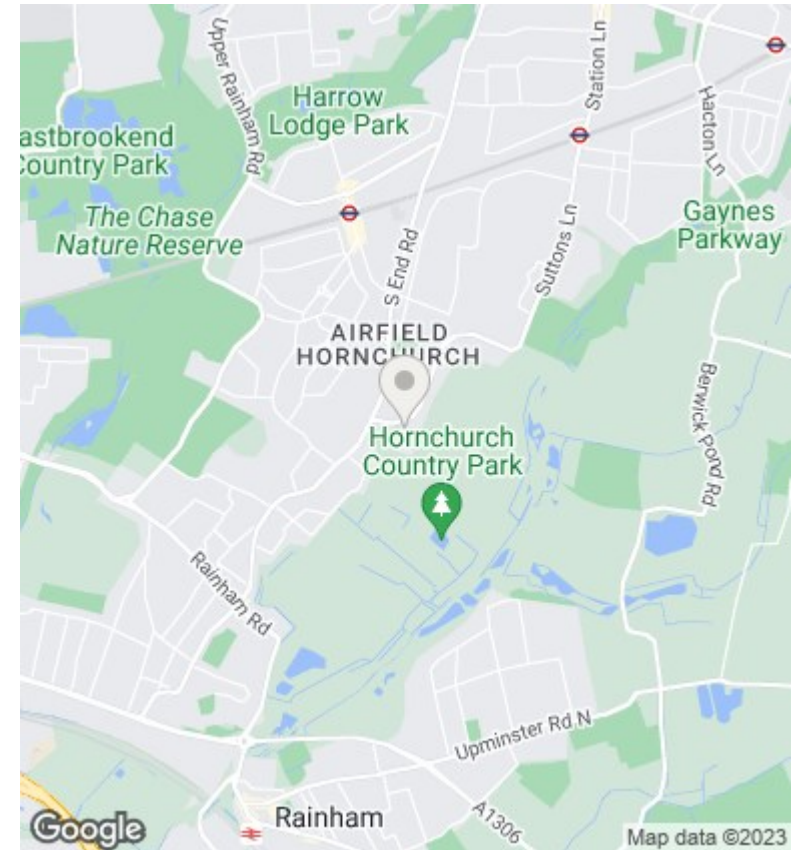 Upper Rainham Rd
Station Ln
Hacton Ln
Harrow
Lodge Park
astbrookend
Country Park
The Chase
Nature Reserve
Gaynes
Parkway
Suttons Ln
S End Rd
AIRFIELD
HORNCHURCH
Berwick Pond Rd
Hornchurch
Country Park
Rainham Rd
Upminster Rd N
Rainham
A1306
Google
Map data ©2023